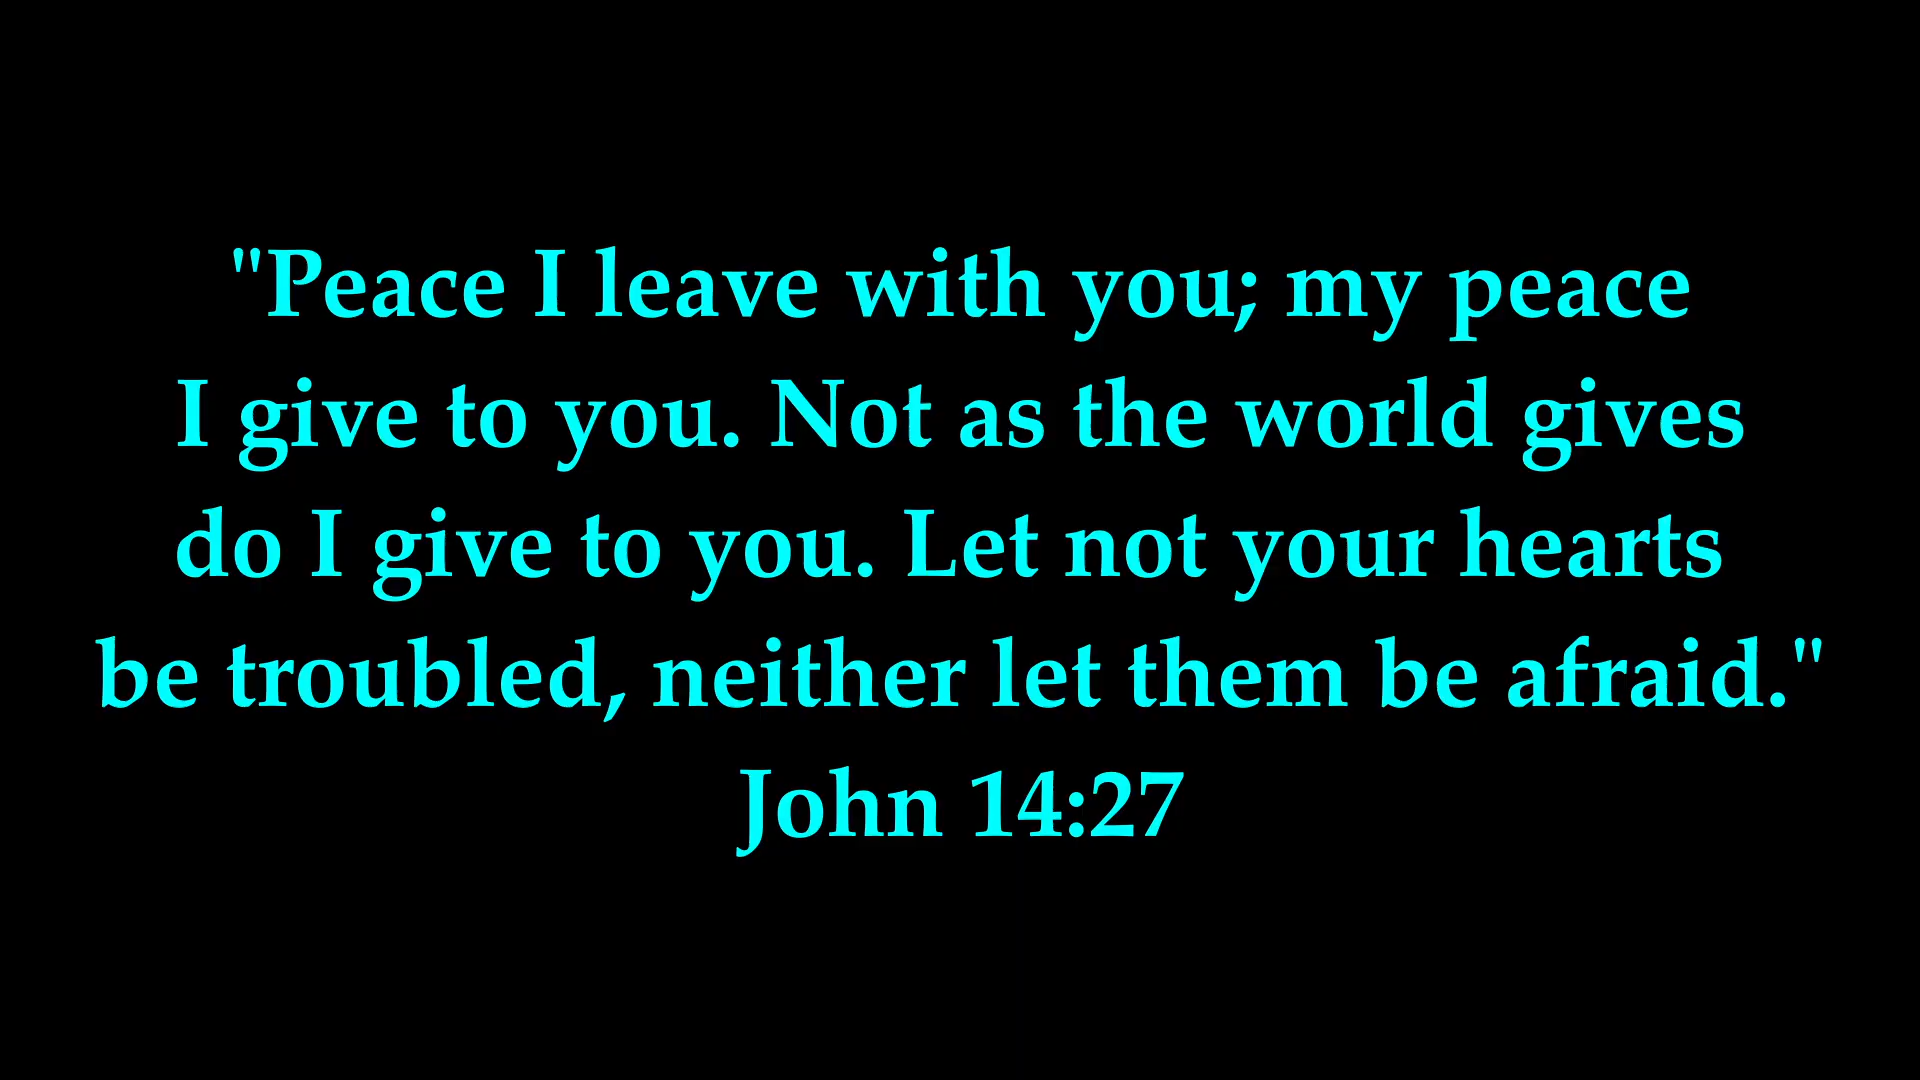 "Peace I leave with you; my peace
I give to you. Not as the world gives
do I give to you. Let not your hearts
be troubled, neither let them be afraid."
John 14:27